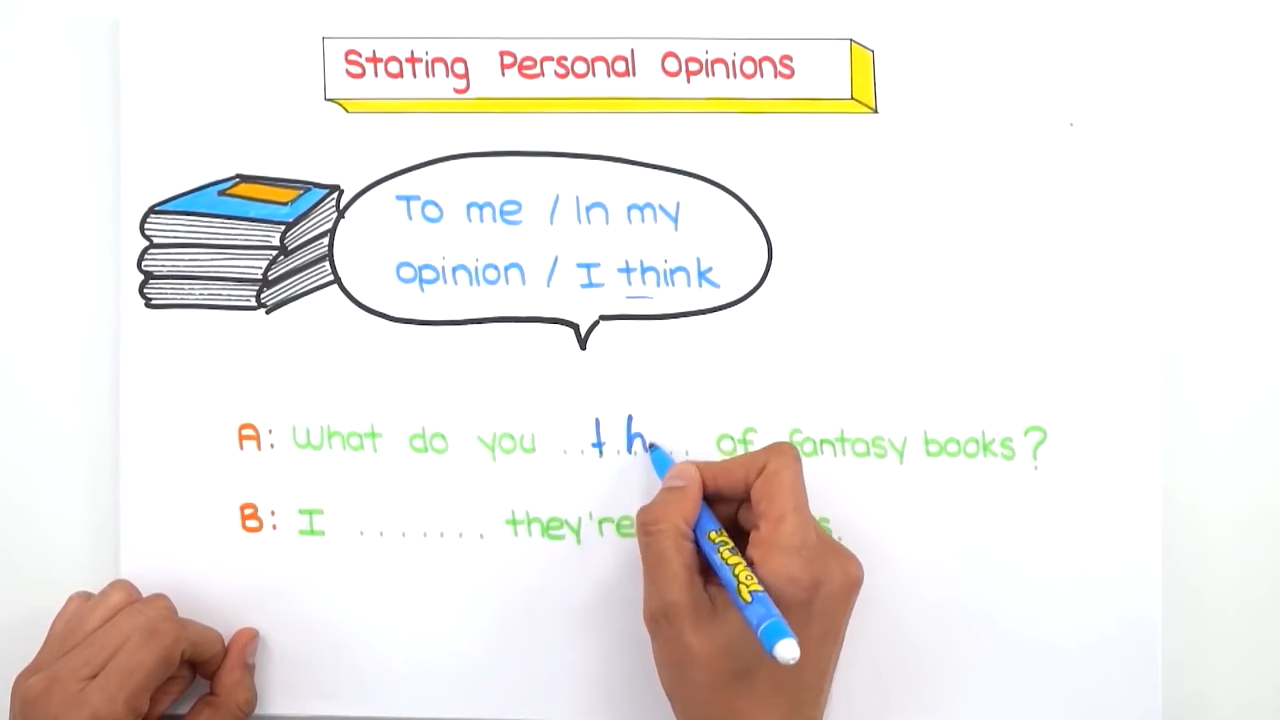 Stating Personal Opinions
To me / In my
opinion / I think
A: What do you ..th... of fantasy books?
B: I ....... they're